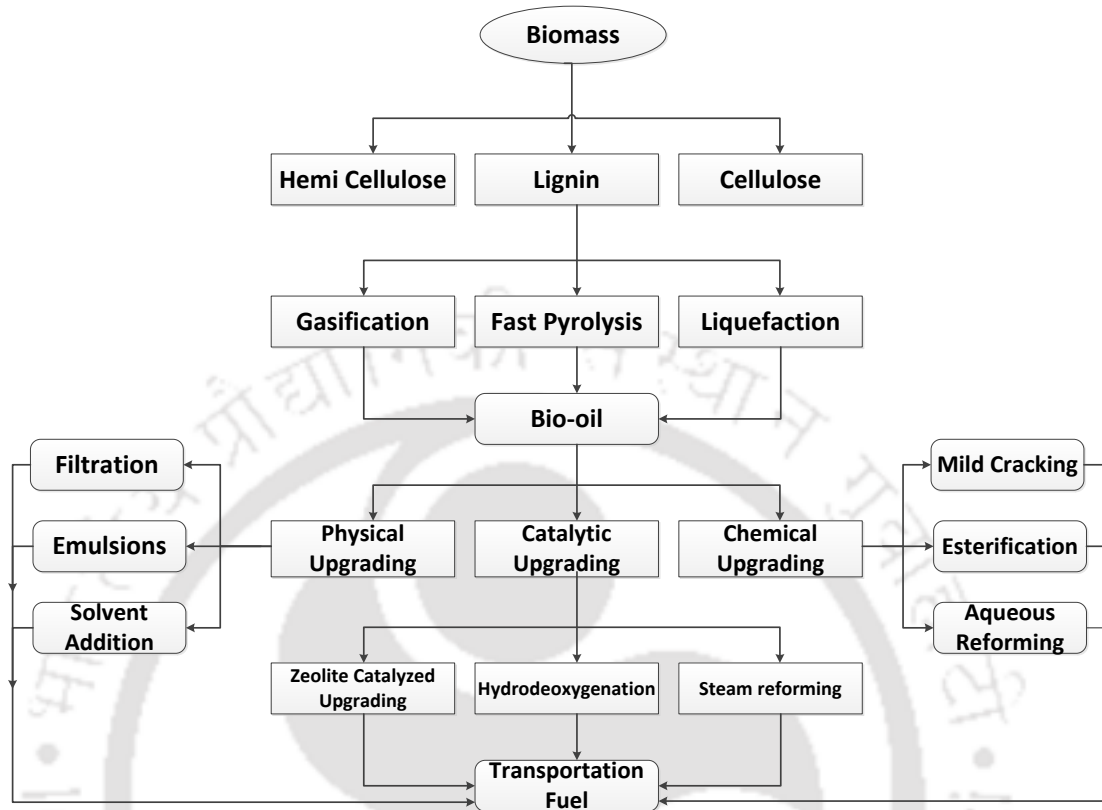 Biomass
Hemi Cellulose
Lignin
Cellulose
Gasification
Fast Pyrolysis
Liquefaction
Bio-oil
Filtration
Mild Cracking
Physical
Upgrading
Catalytic
Upgrading
Chemical
Upgrading
Emulsions
Esterification
Solvent
Addition
Aqueous
Reforming
Zeolite Catalyzed
Upgrading
Hydrodeoxygenation
Steam reforming
Transportation
Fuel